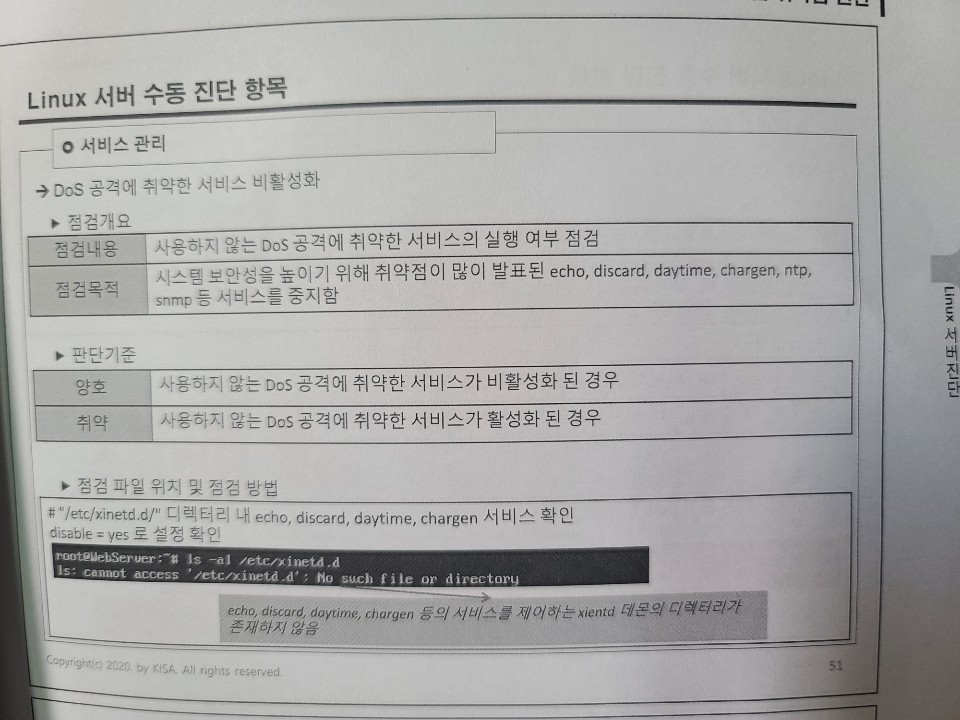 Linux 서버 수동 진단 항목
서비스 관리
→ DoS 공격에 취약한 서비스 비활성화
▶ 점검개요
점검내용 사용하지 않는 DoS 공격에 취약한 서비스의 실행 여부 점검
점검목적 시스템 보안성을 높이기 위해 취약점이 많이 발표된 echo, discard, daytime, chargen, ntp,
snmp 등 서비스를 중지함
▶ 판단기준
양호 사용하지 않는 DoS 공격에 취약한 서비스가 비활성화 된 경우
취약 사용하지 않는 DoS 공격에 취약한 서비스가 활성화 된 경우
▶ 점검 파일 위치 및 점검 방법
# "/etc/xinetd.d/" 디렉터리 내 echo, discard, daytime, chargen 서비스 확인
disable = yes 로 설정 확인
root@WebServer:~# ls -al /etc/xinetd.d
ls: cannot access '/etc/xinetd.d': No such file or directory
echo, discard, daytime, chargen 등의 서비스를 제어하는 xientd 데몬의 디렉터리가
존재하지 않음
Copyright(c) 2020. by KISA. All rights reserved.
51
Linux 서버진단